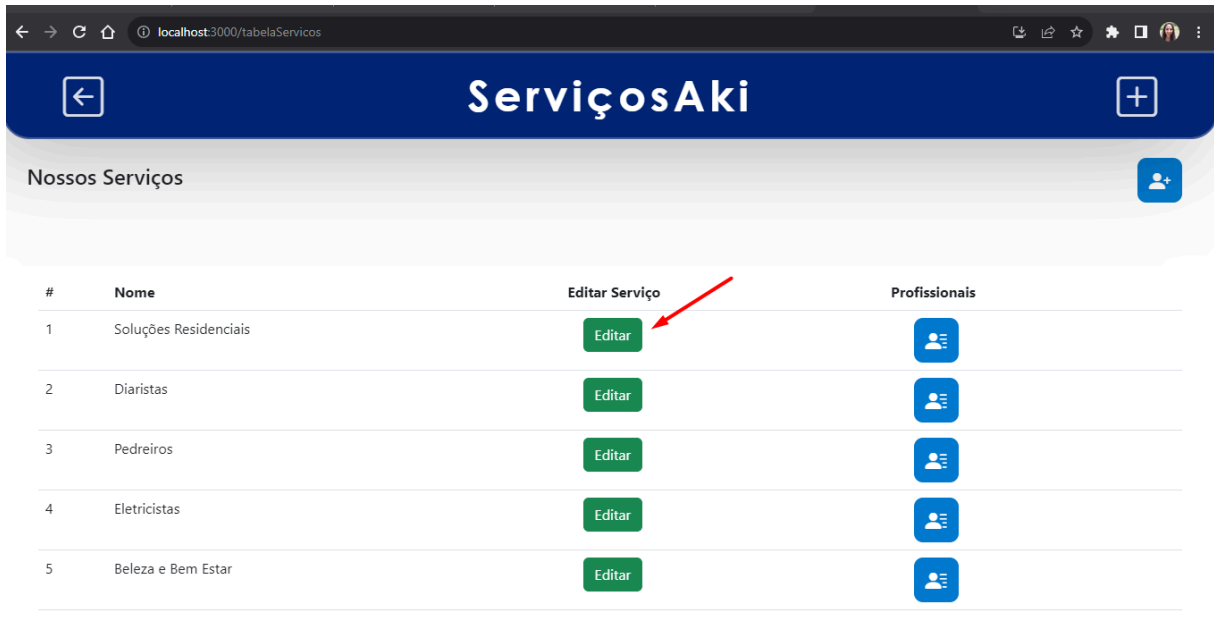 localhost:3000/tabelaServicos
ServiçosAki
Nossos Serviços
# Nome Editar Serviço Profissionais
1 Soluções Residenciais Editar
2 Diaristas Editar
3 Pedreiros Editar
4 Eletricistas Editar
5 Beleza e Bem Estar Editar